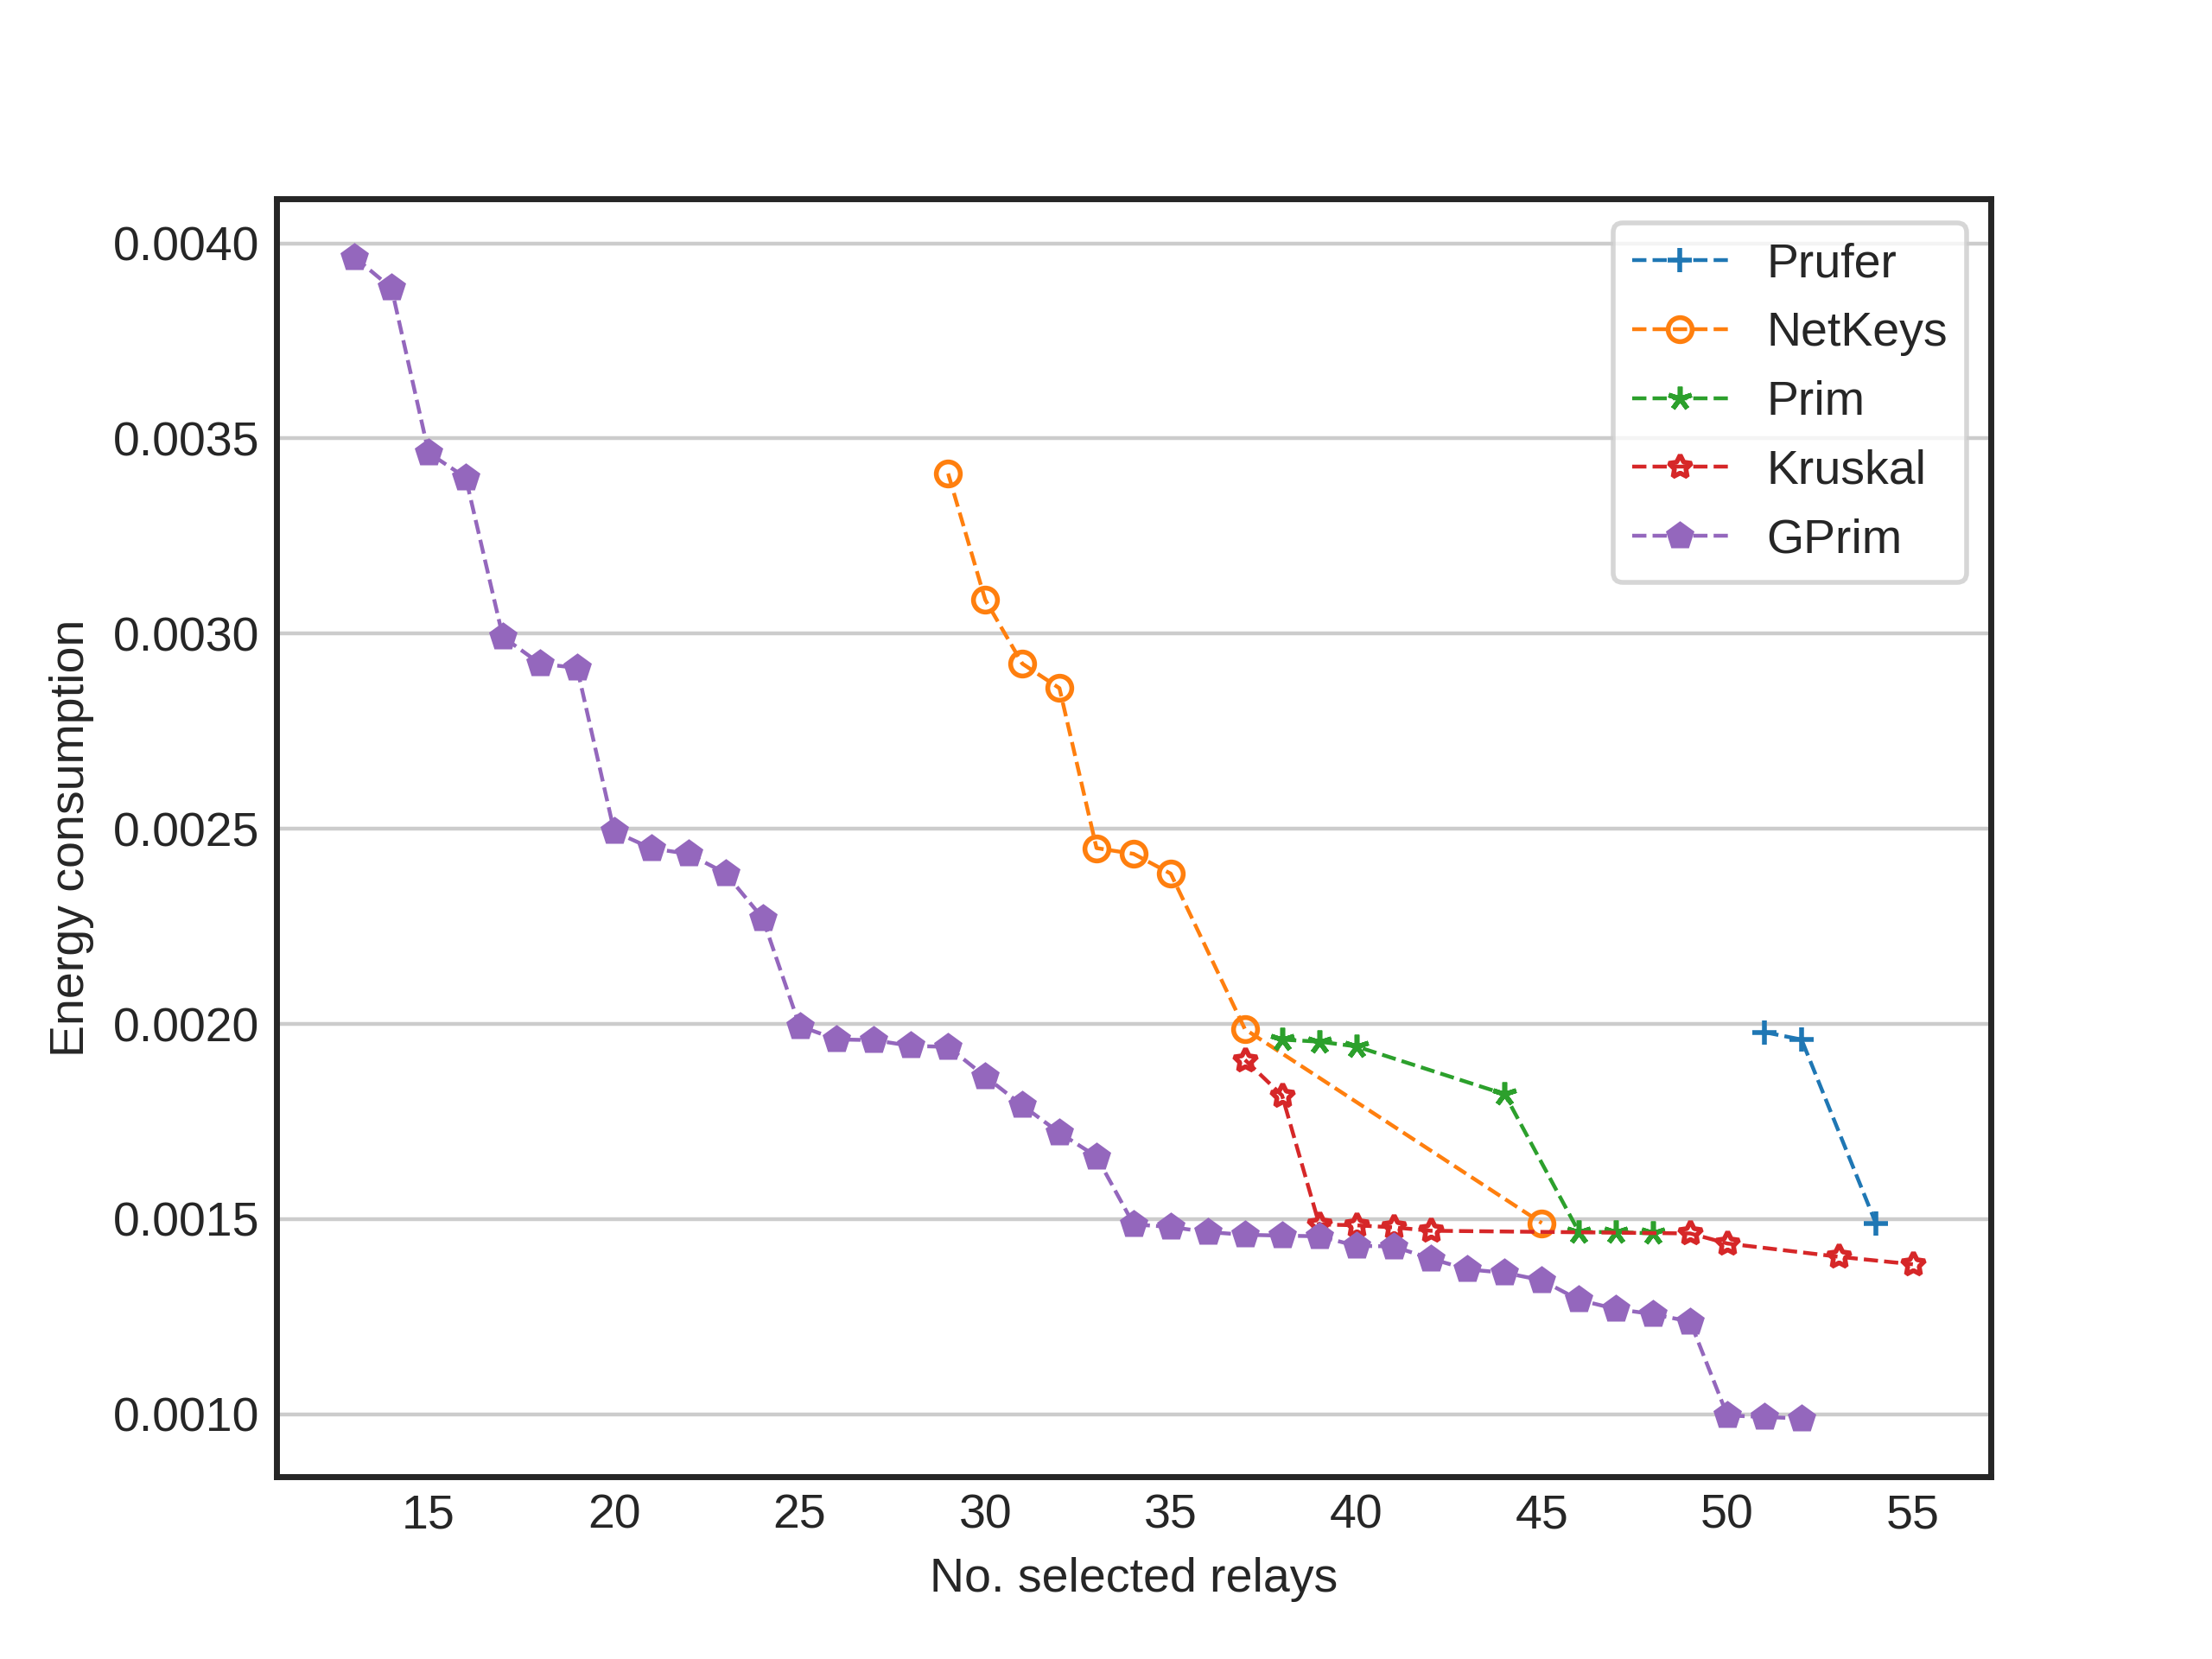 0.0040
0.0035
0.0030
0.0025
0.0020
0.0015
0.0010
Energy consumption
Prufer
NetKeys
Prim
Kruskal
GPrim
15 20 25 30 35 40 45 50 55
No. selected relays